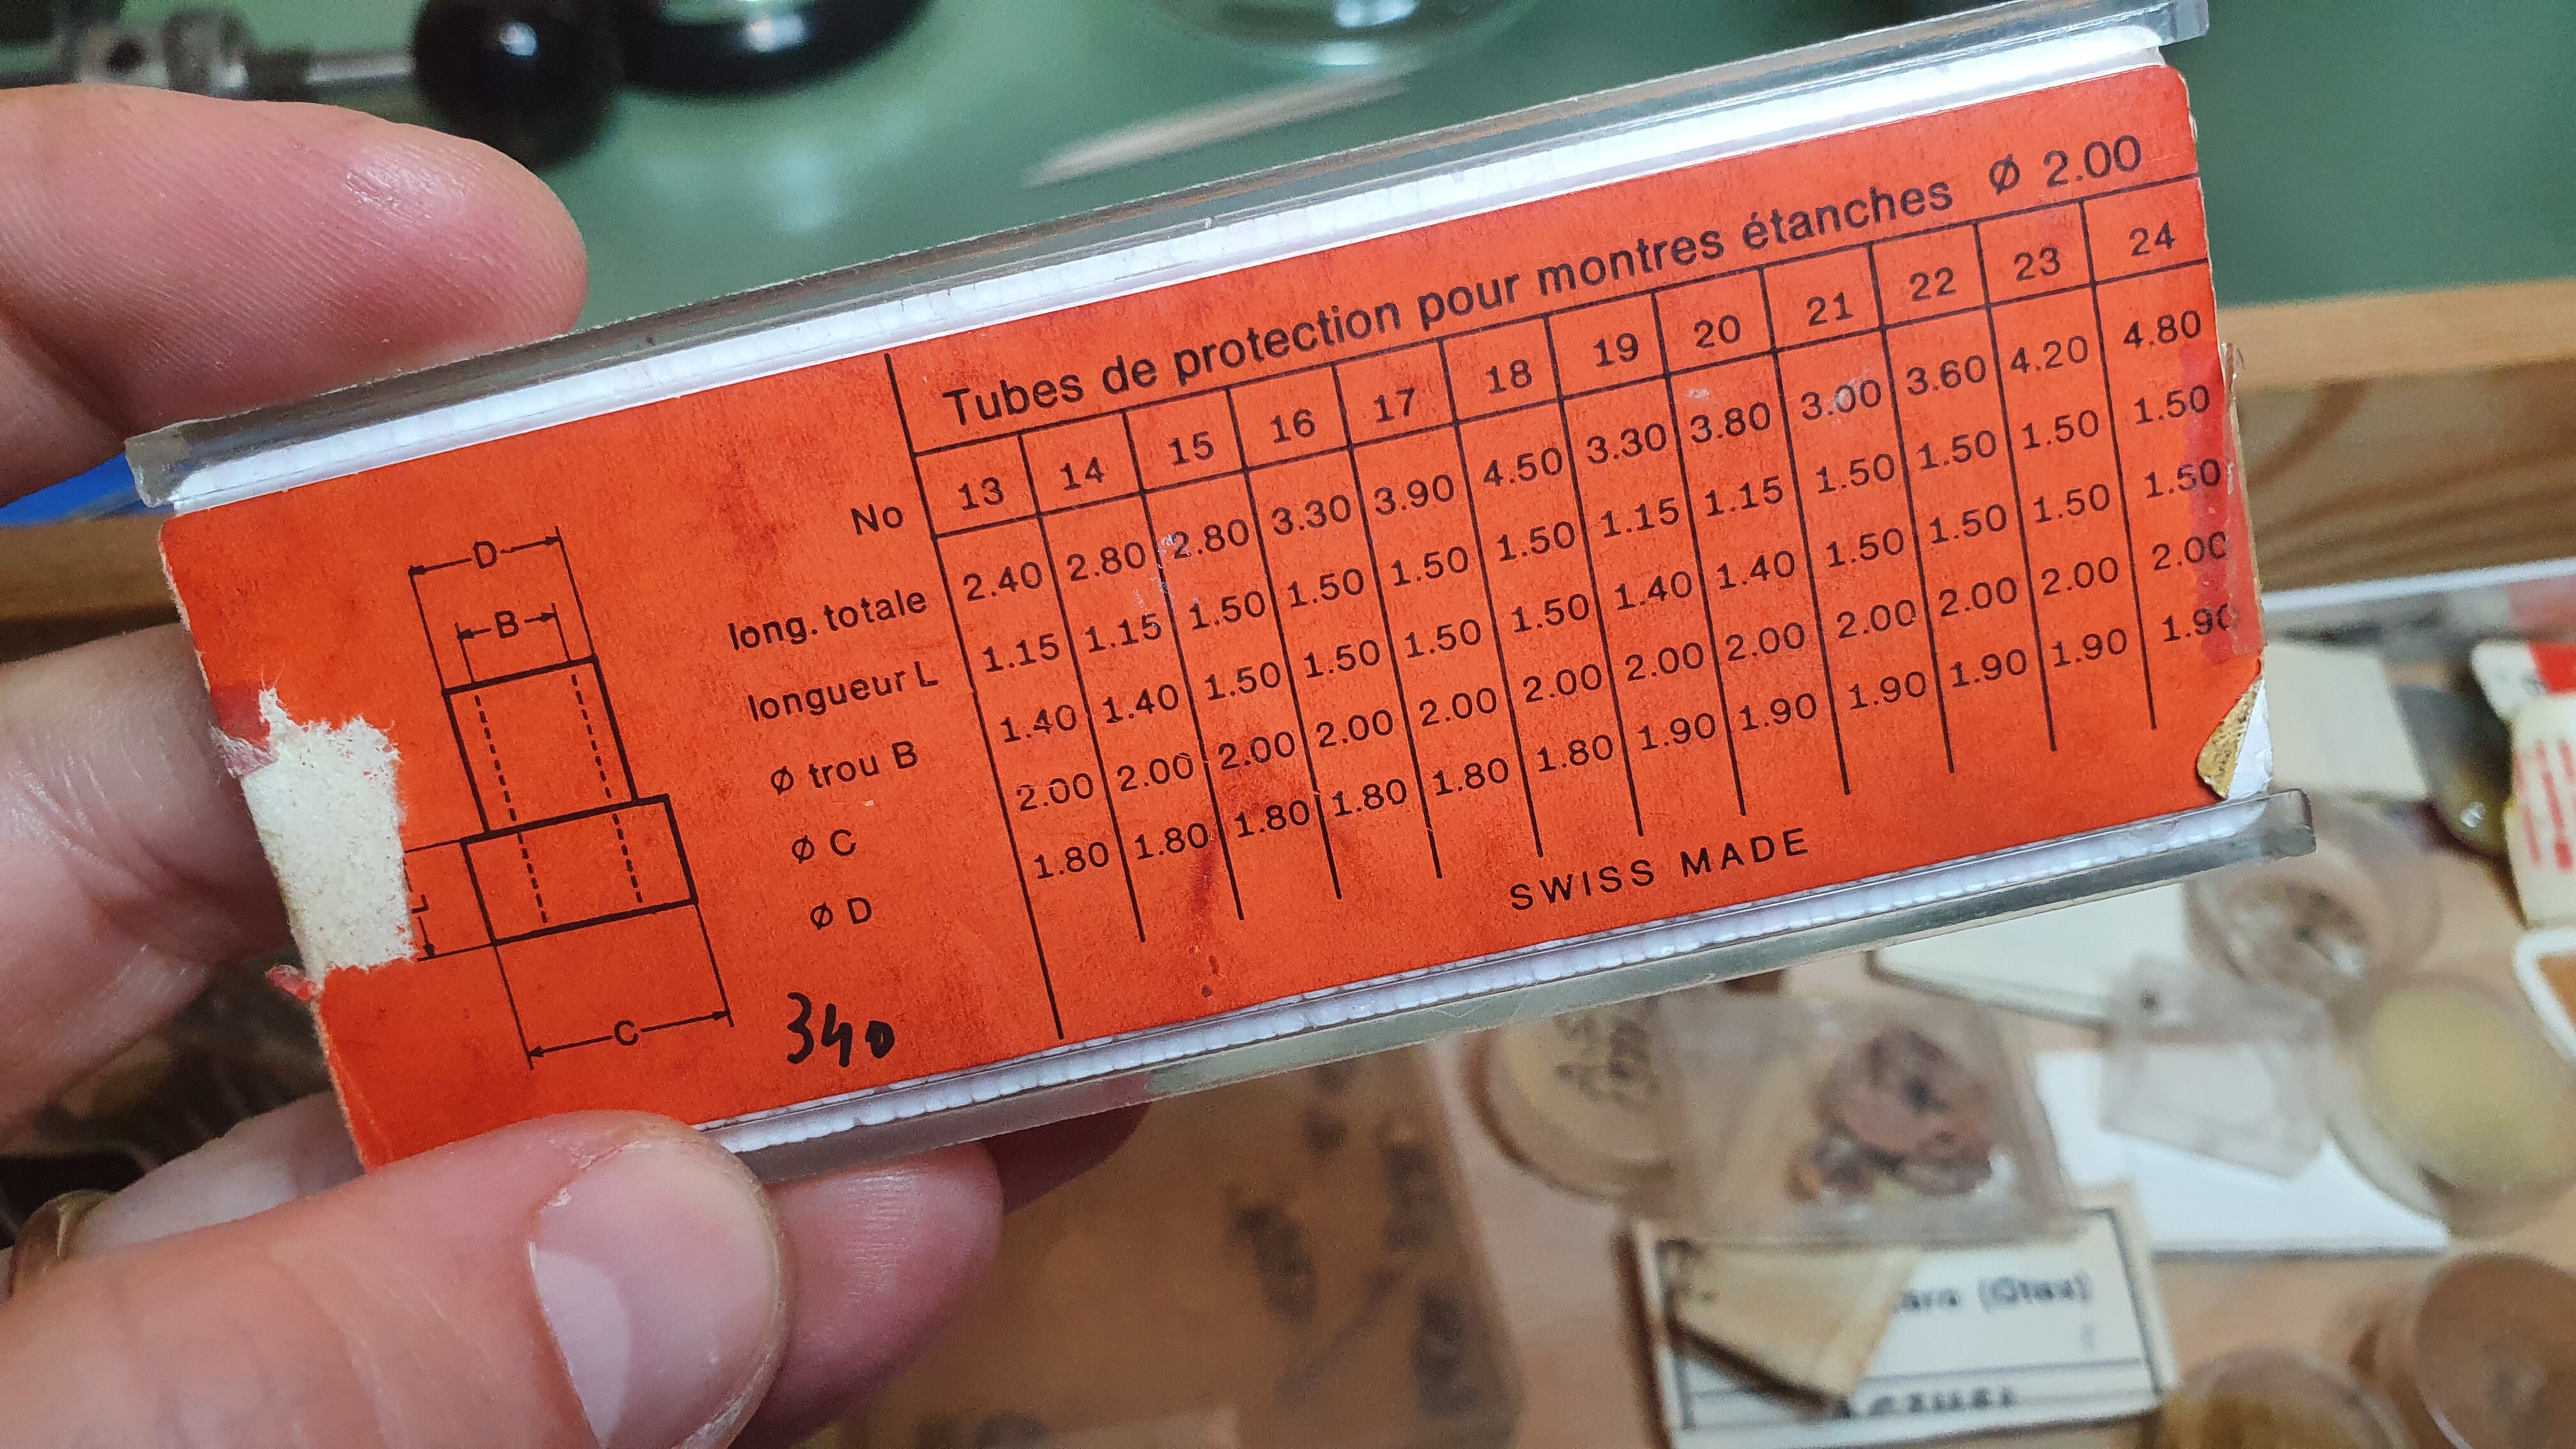 Tubes de protection pour montres étanches Ø 2.00
No 13 14 15 16 17 18 19 20 21 22 23 24
long. totale 2.40 2.80 2.80 3.30 3.90 4.50 3.30 3.80 3.00 3.60 4.20 4.80
longueur L 1.15 1.15 1.50 1.50 1.50 1.50 1.15 1.15 1.50 1.50 1.50 1.50
Ø trou B 1.40 1.40 1.50 1.50 1.50 1.50 1.40 1.40 1.50 1.50 1.50 1.50
Ø C 2.00 2.00 2.00 2.00 2.00 2.00 2.00 2.00 2.00 2.00 2.00 2.00
Ø D 1.80 1.80 1.80 1.80 1.80 1.80 1.90 1.90 1.90 1.90 1.90 1.90
SWISS MADE
D
B
L
C
340